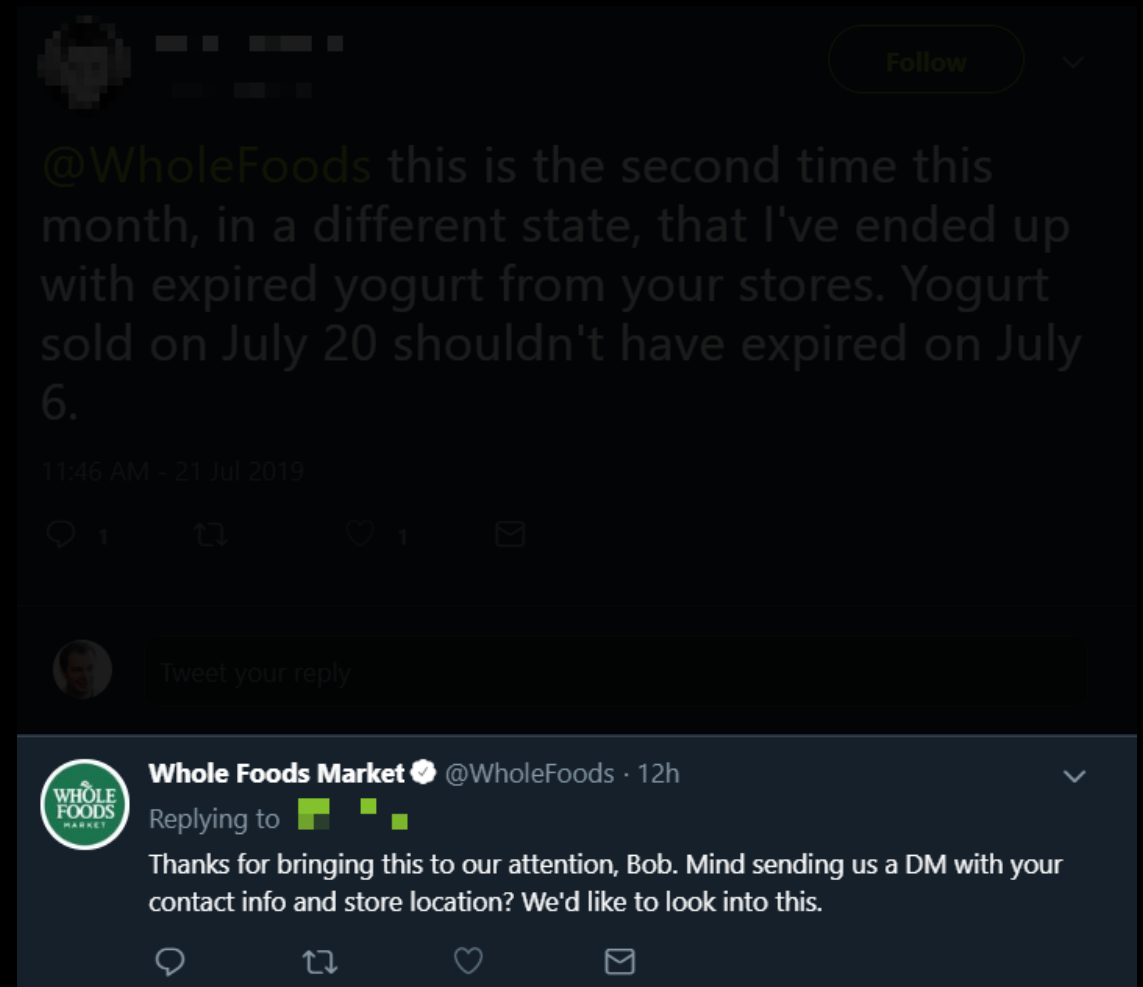 Follow
@WholeFoods this is the second time this
month, in a different state, that I've ended up
with expired yogurt from your stores. Yogurt
sold on July 20 shouldn't have expired on July
6.
11:46 AM - 21 Jul 2019
1 1
Tweet your reply
WHOLE
FOODS
MARKET
Whole Foods Market @WholeFoods · 12h
Replying to
Thanks for bringing this to our attention, Bob. Mind sending us a DM with your
contact info and store location? We'd like to look into this.